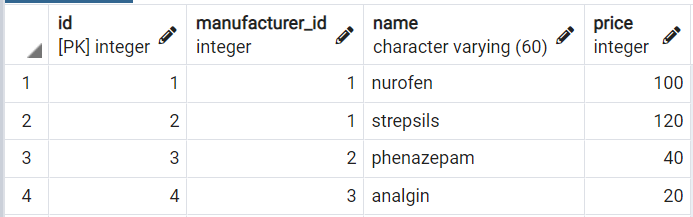 id manufacturer_id name price
[PK] integer integer character varying (60) integer
1 1 1 nurofen 100
2 2 1 strepsils 120
3 3 2 phenazepam 40
4 4 3 analgin 20